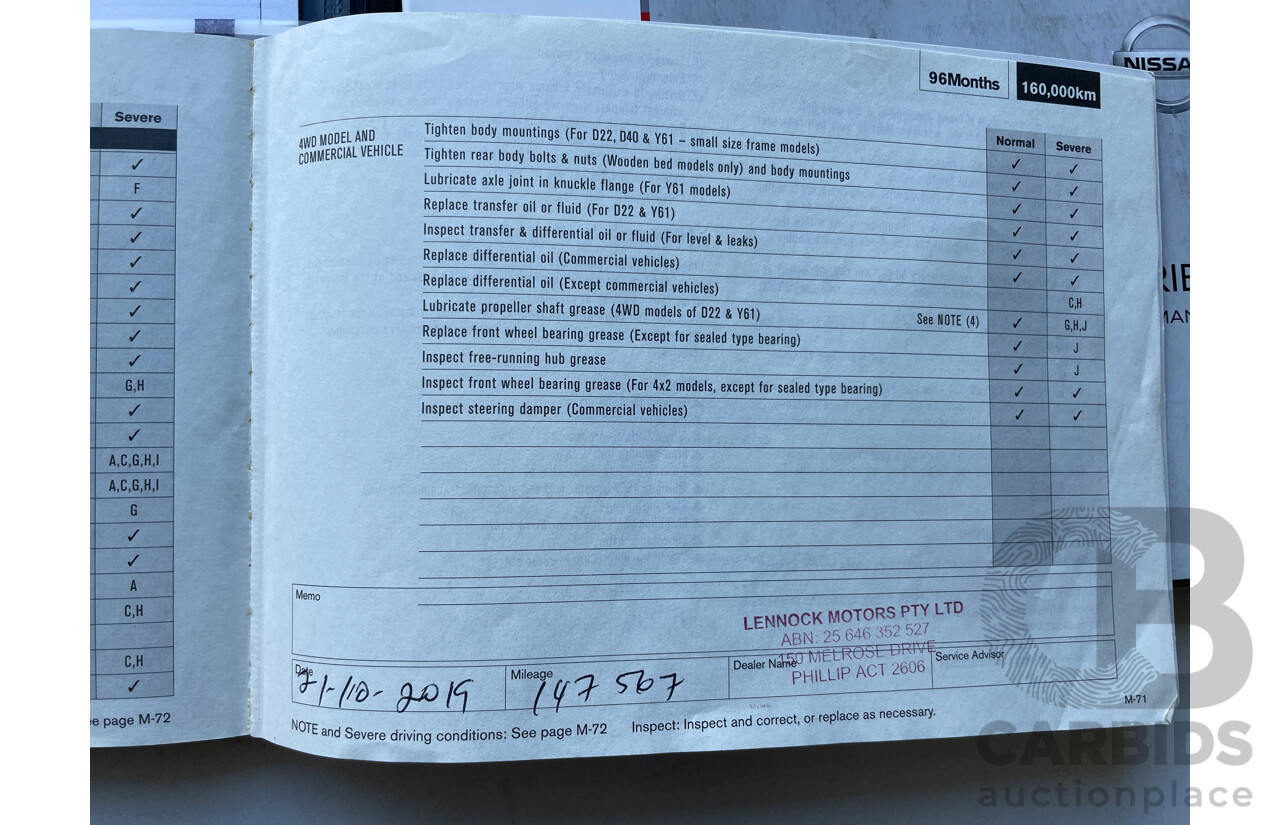 Severe
✓
F
✓
✓
✓
✓
✓
✓
✓
G,H
✓
✓
A,C,G,H,I
A,C,G,H,I
G
✓
✓
A
C,H
C,H
✓
page M-72
96Months 160,000km
4WD MODEL AND
COMMERCIAL VEHICLE
Normal Severe
Tighten body mountings (For D22, D40 & Y61 – small size frame models) ✓ ✓
Tighten rear body bolts & nuts (Wooden bed models only) and body mountings ✓ ✓
Lubricate axle joint in knuckle flange (For Y61 models) ✓ ✓
Replace transfer oil or fluid (For D22 & Y61) ✓ ✓
Inspect transfer & differential oil or fluid (For level & leaks) ✓ ✓
Replace differential oil (Commercial vehicles) ✓ ✓
Replace differential oil (Except commercial vehicles) C,H
Lubricate propeller shaft grease (4WD models of D22 & Y61) See NOTE (4) ✓ G,H,J
Replace front wheel bearing grease (Except for sealed type bearing) ✓ J
Inspect free-running hub grease ✓ J
Inspect front wheel bearing grease (For 4x2 models, except for sealed type bearing) ✓ ✓
Inspect steering damper (Commercial vehicles) ✓ ✓
Memo
LENNOCK MOTORS PTY LTD
ABN: 25 646 352 527
150 MELROSE DRIVE
PHILLIP ACT 2606
Date 21-10-2019
Mileage 147 567
Dealer Name
Service Advisor
NOTE and Severe driving conditions: See page M-72 Inspect: Inspect and correct, or replace as necessary.
M-71
NISSA
RIE
MAN
CARBIDS
auctionplace